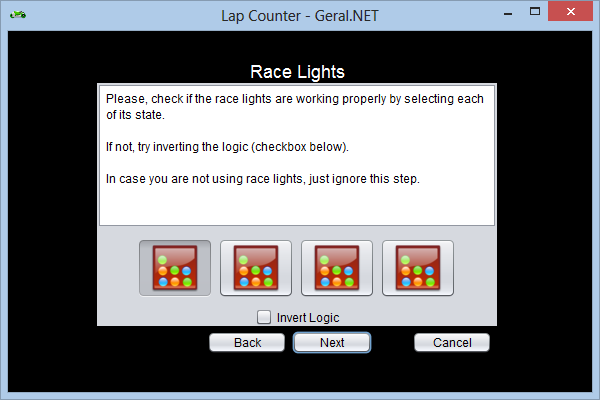 Lap Counter - Geral.NET
Race Lights
Please, check if the race lights are working properly by selecting each
of its state.
If not, try inverting the logic (checkbox below).
In case you are not using race lights, just ignore this step.
Invert Logic
Back
Next
Cancel